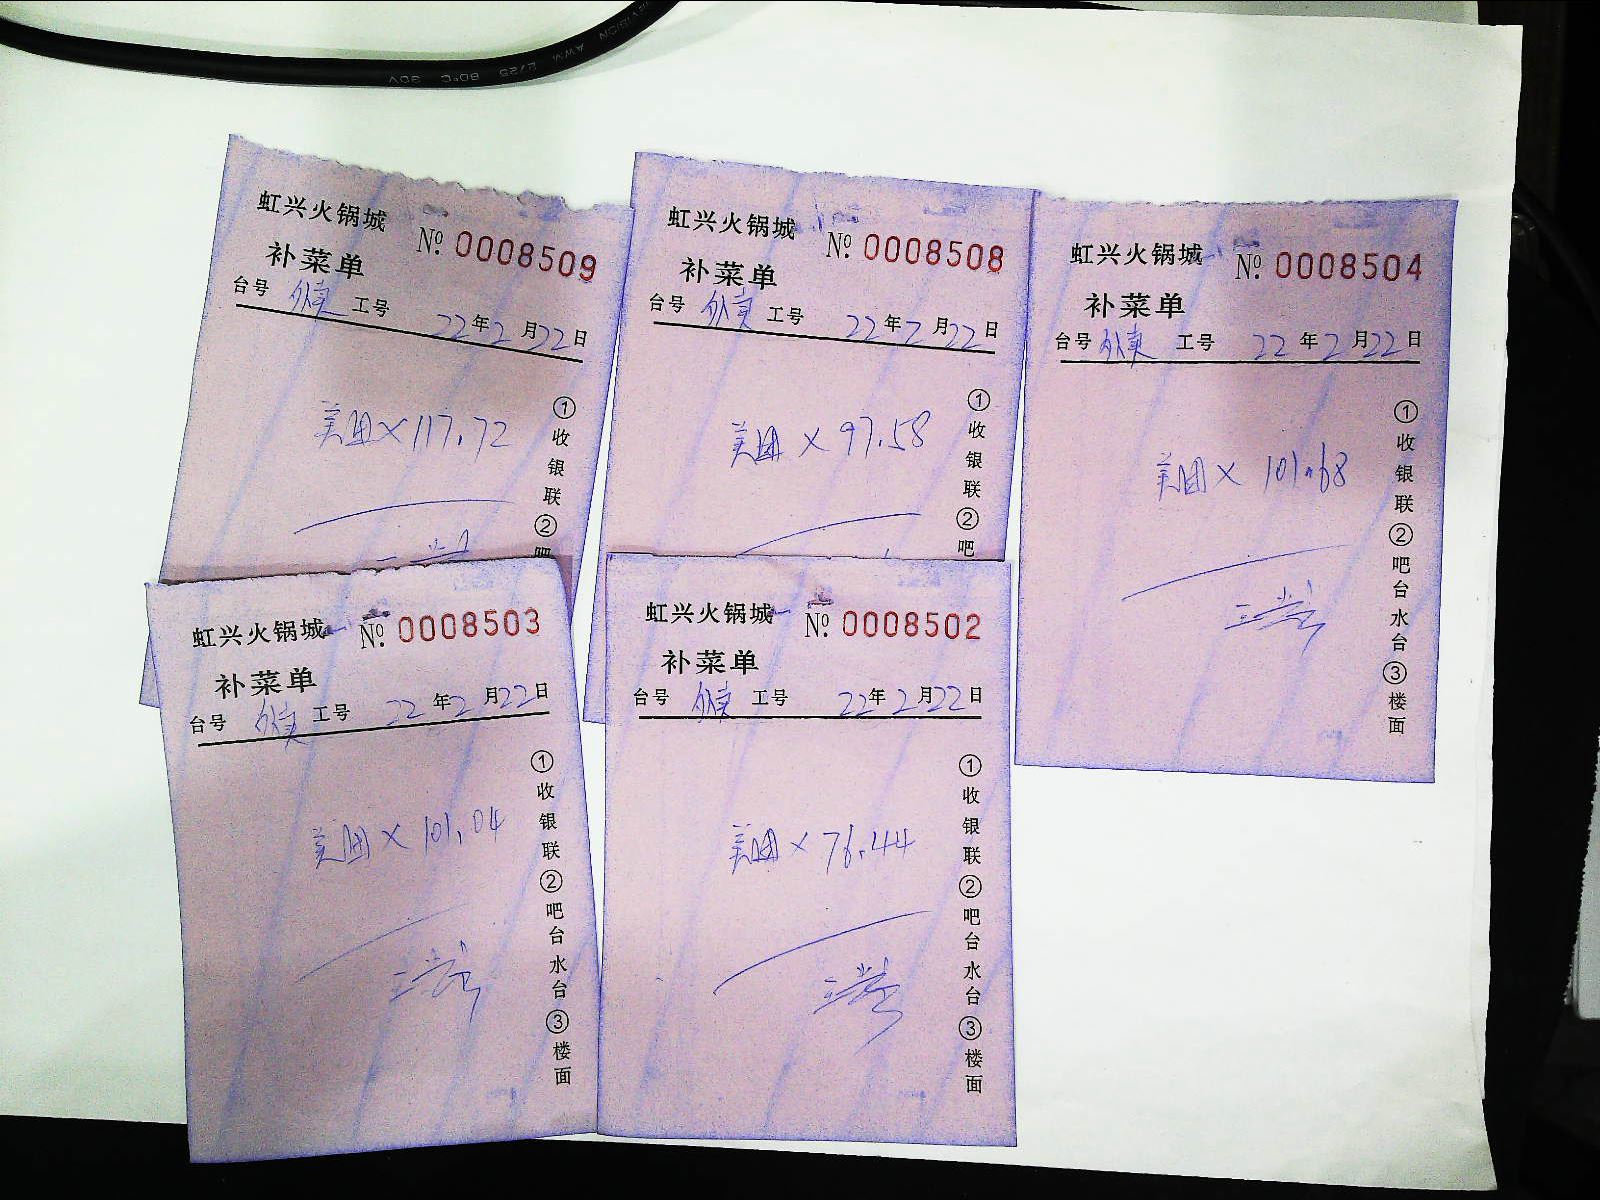 VISION AWM E/25 80°C 30V
虹兴火锅城 № 0008509
补菜单
台号 外卖 工号 22年2月22日
美团×117.72
①收银联②吧
虹兴火锅城 № 0008508
补菜单
台号 外卖 工号 22年2月22日
美团×97.58
①收银联②吧
虹兴火锅城 № 0008504
补菜单
台号 外卖 工号 22年2月22日
美团×101.68
①收银联②吧台水台③楼面
虹兴火锅城 № 0008503
补菜单
台号 外卖 工号 22年2月22日
美团×101.04
①收银联②吧台水台③楼面
虹兴火锅城 № 0008502
补菜单
台号 外卖 工号 22年2月22日
美团×76.44
①收银联②吧台水台③楼面